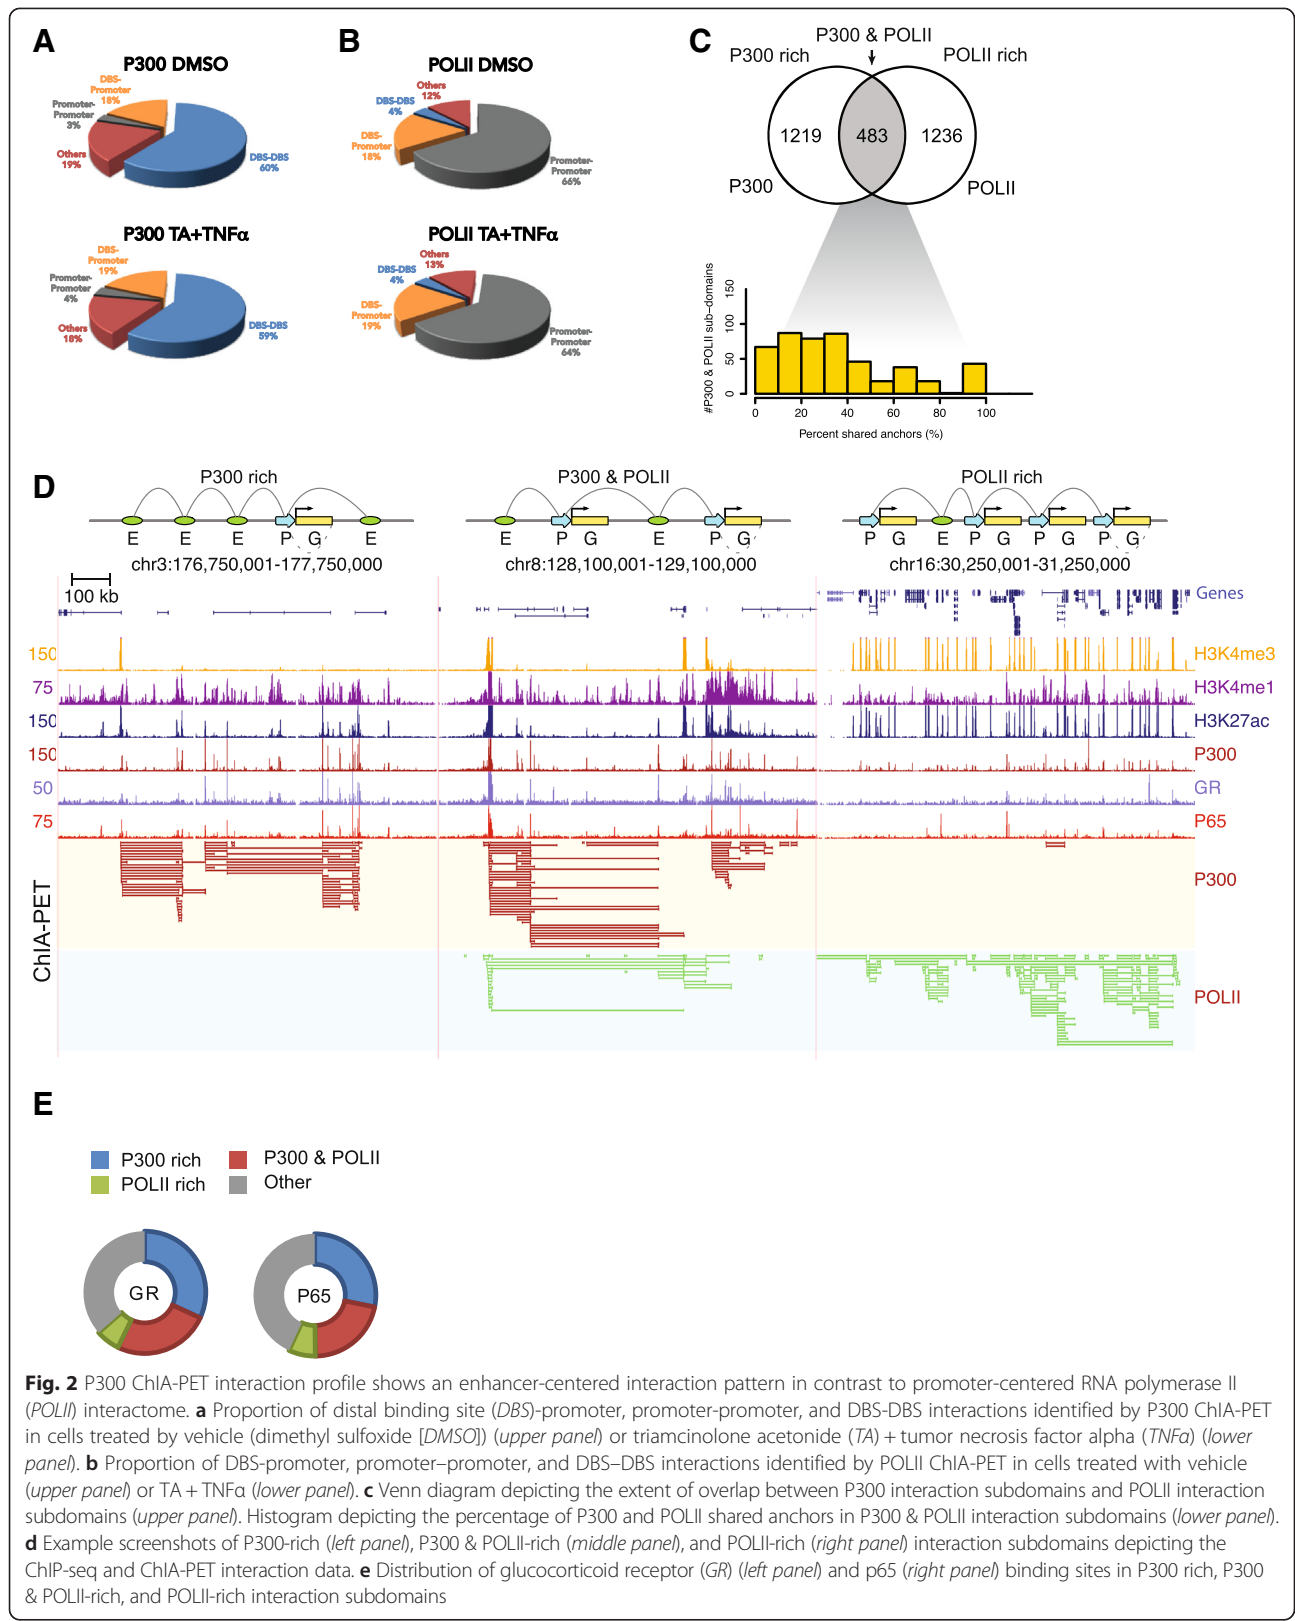 A
P300 DMSO
DBS-
Promoter
18%
Promoter-
Promoter
3%
Others
19%
DBS-DBS
60%
P300 TA+TNFα
DBS-
Promoter
19%
Promoter-
Promoter
4%
Others
18%
DBS-DBS
59%
B
POLII DMSO
Others
12%
DBS-DBS
4%
DBS-
Promoter
18%
Promoter-
Promoter
66%
POLII TA+TNFα
Others
13%
DBS-DBS
4%
DBS-
Promoter
19%
Promoter-
Promoter
64%
C
P300 & POLII
P300 rich
POLII rich
1219
483
1236
P300
POLII
#P300 & POLII sub-domains
150
100
50
0
0 20 40 60 80 100
Percent shared anchors (%)
D
P300 rich
E E E P G E
chr3:176,750,001-177,750,000
100 kb
P300 & POLII
E P G E P G
chr8:128,100,001-129,100,000
POLII rich
P G E P G P G P G
chr16:30,250,001-31,250,000
Genes
150 H3K4me3
75 H3K4me1
150 H3K27ac
150 P300
50 GR
75 P65
ChIA-PET
P300
POLII
E
P300 rich
P300 & POLII
POLII rich
Other
GR
P65
Fig. 2 P300 ChIA-PET interaction profile shows an enhancer-centered interaction pattern in contrast to promoter-centered RNA polymerase II
(POLII) interactome. a Proportion of distal binding site (DBS)-promoter, promoter-promoter, and DBS-DBS interactions identified by P300 ChIA-PET
in cells treated by vehicle (dimethyl sulfoxide [DMSO]) (upper panel) or triamcinolone acetonide (TA) + tumor necrosis factor alpha (TNFα) (lower
panel). b Proportion of DBS-promoter, promoter–promoter, and DBS–DBS interactions identified by POLII ChIA-PET in cells treated with vehicle
(upper panel) or TA + TNFα (lower panel). c Venn diagram depicting the extent of overlap between P300 interaction subdomains and POLII interaction
subdomains (upper panel). Histogram depicting the percentage of P300 and POLII shared anchors in P300 & POLII interaction subdomains (lower panel).
d Example screenshots of P300-rich (left panel), P300 & POLII-rich (middle panel), and POLII-rich (right panel) interaction subdomains depicting the
ChIP-seq and ChIA-PET interaction data. e Distribution of glucocorticoid receptor (GR) (left panel) and p65 (right panel) binding sites in P300 rich, P300
& POLII-rich, and POLII-rich interaction subdomains